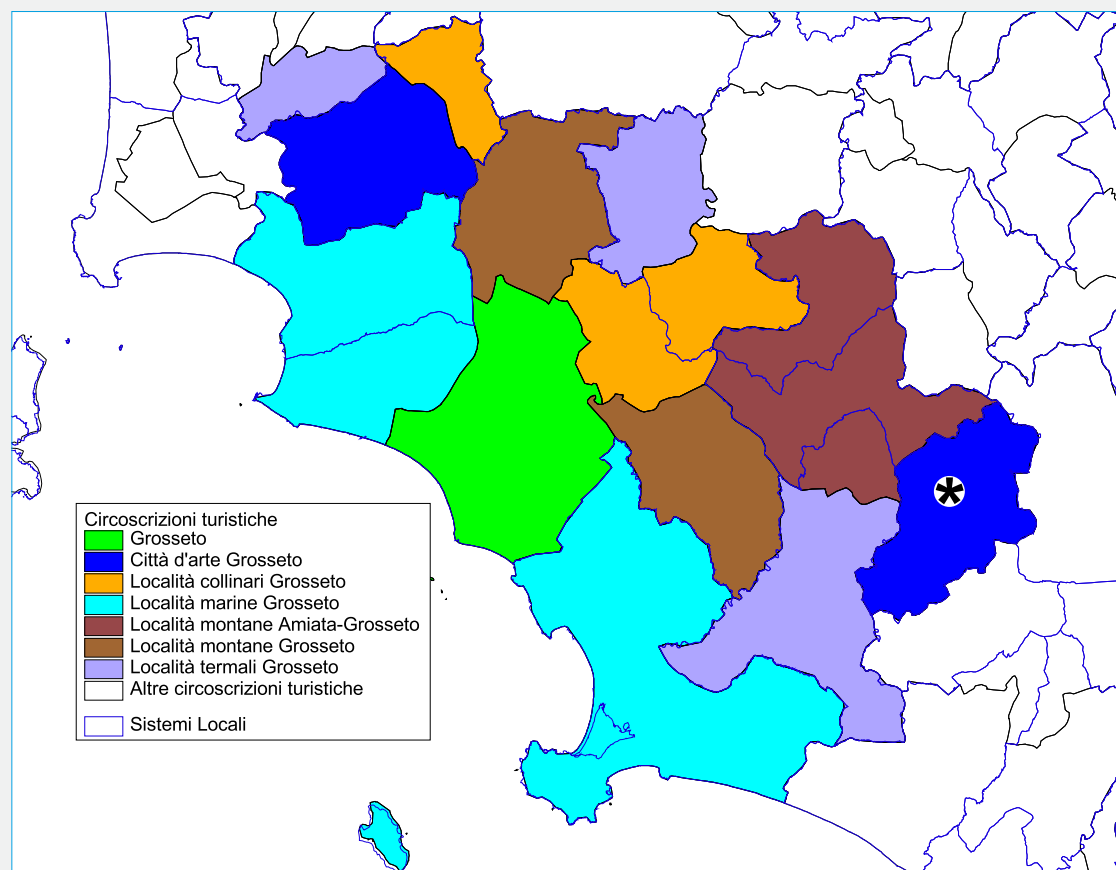 Circoscrizioni turistiche
Grosseto
Città d'arte Grosseto
Località collinari Grosseto
Località marine Grosseto
Località montane Amiata-Grosseto
Località montane Grosseto
Località termali Grosseto
Altre circoscrizioni turistiche
Sistemi Locali
*